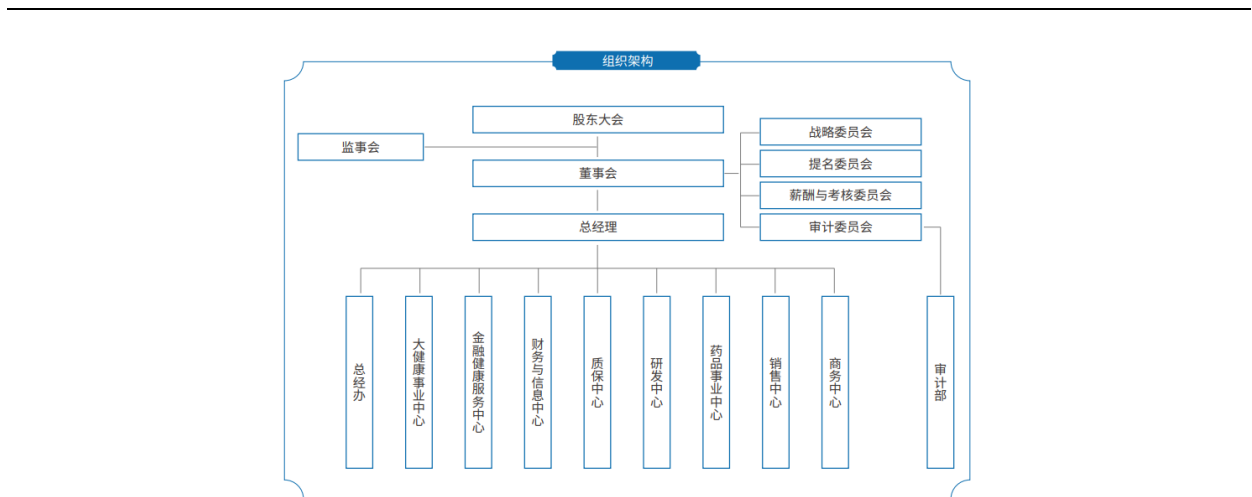 组织架构
股东大会
监事会
董事会
总经理
战略委员会
提名委员会
薪酬与考核委员会
审计委员会
总经办
大健康事业中心
金融健康服务中心
财务与信息中心
质保中心
研发中心
药品事业中心
销售中心
商务中心
审计部